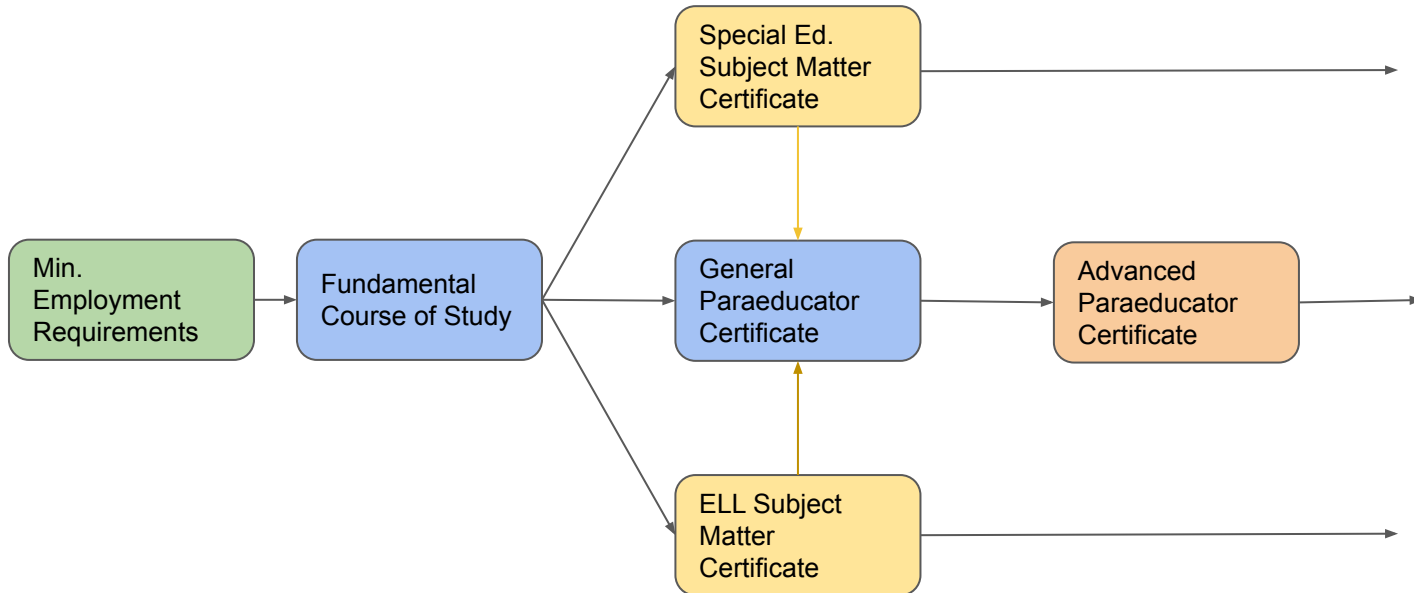 Special Ed.
Subject Matter
Certificate
Min.
Employment
Requirements
Fundamental
Course of Study
General
Paraeducator
Certificate
Advanced
Paraeducator
Certificate
ELL Subject
Matter
Certificate